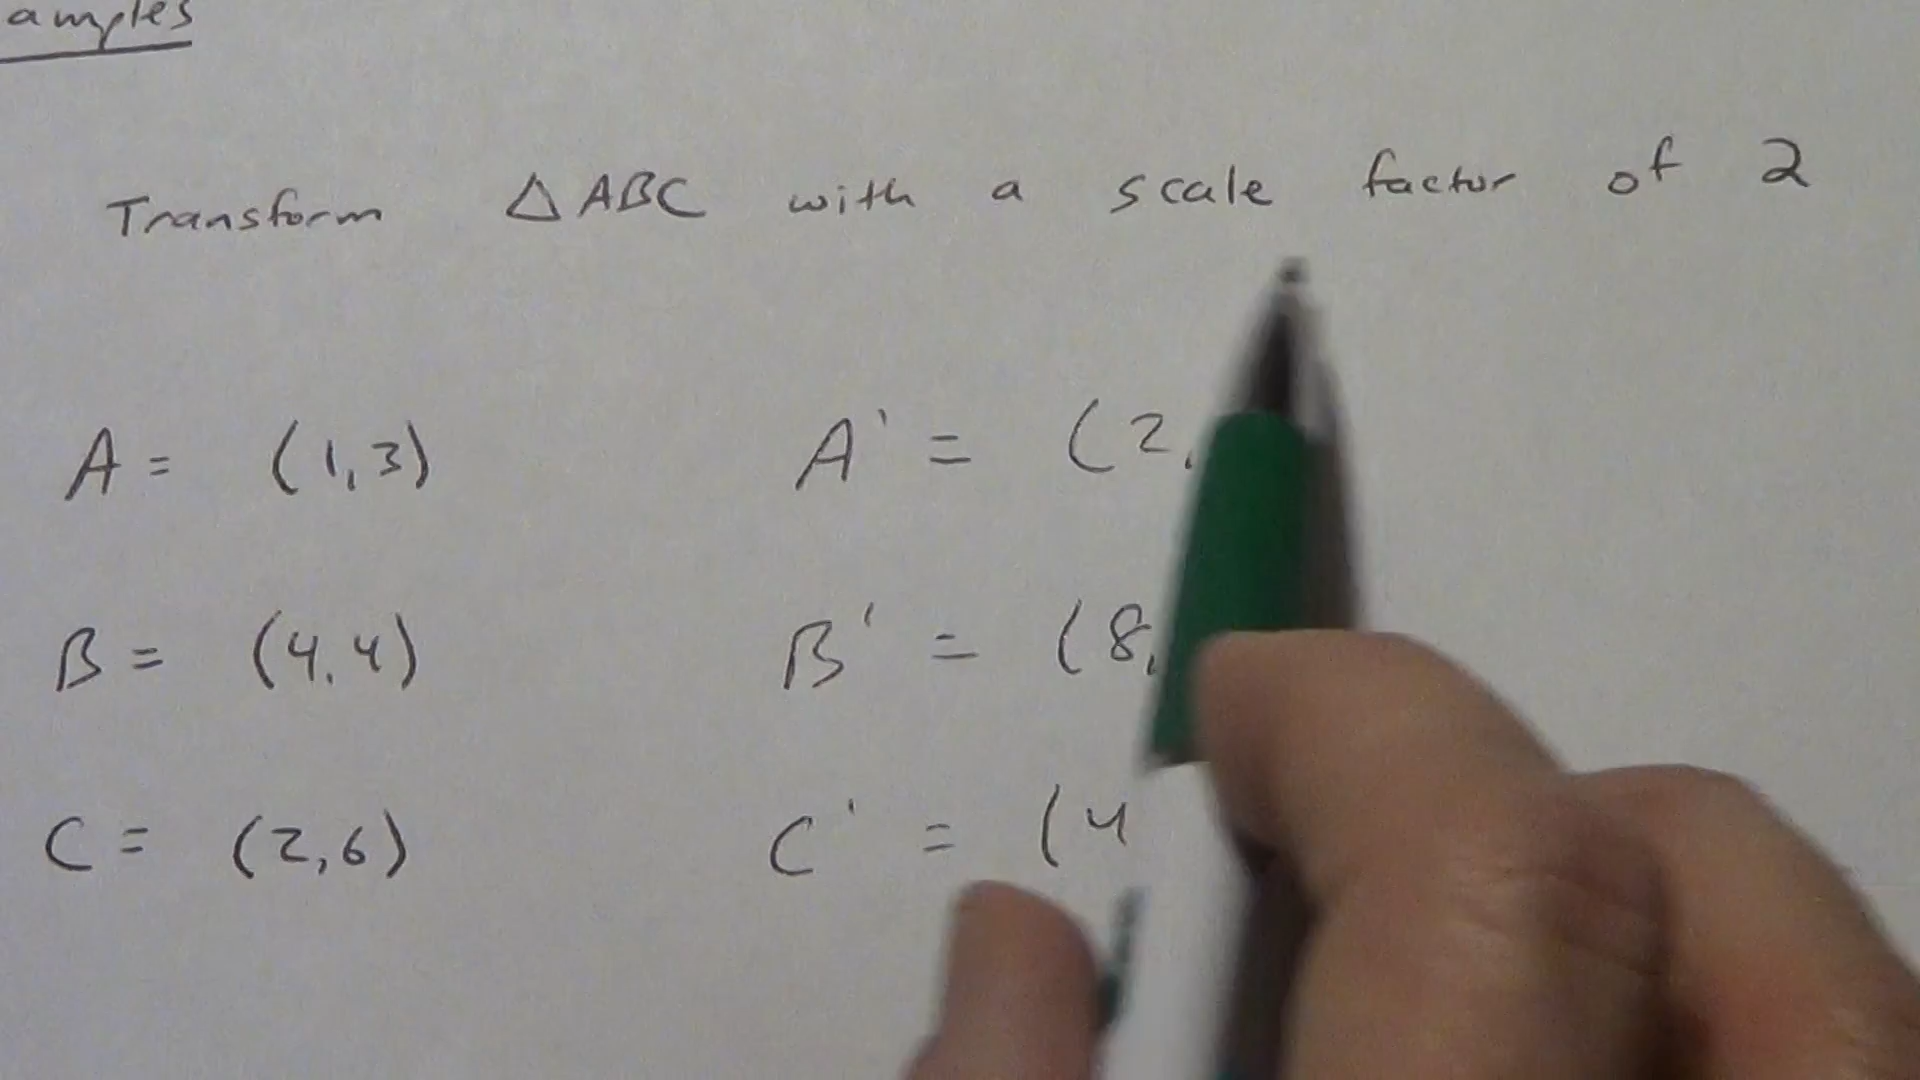 amples
Transform △ABC with a scale factor of 2
A = (1,3) A' = (2,
B = (4,4) B' = (8,
C = (2,6) C' = (4